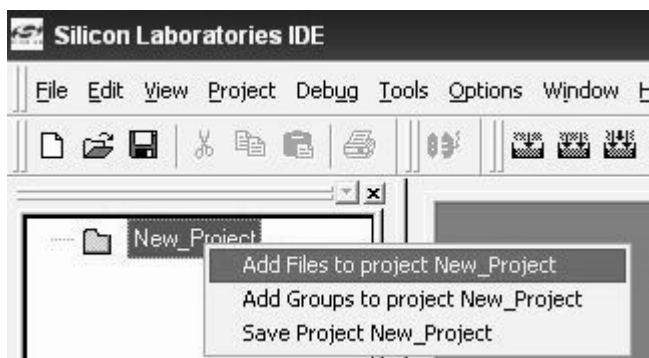 Silicon Laboratories IDE
File Edit View Project Debug Tools Options Window
New_Project
Add Files to project New_Project
Add Groups to project New_Project
Save Project New_Project